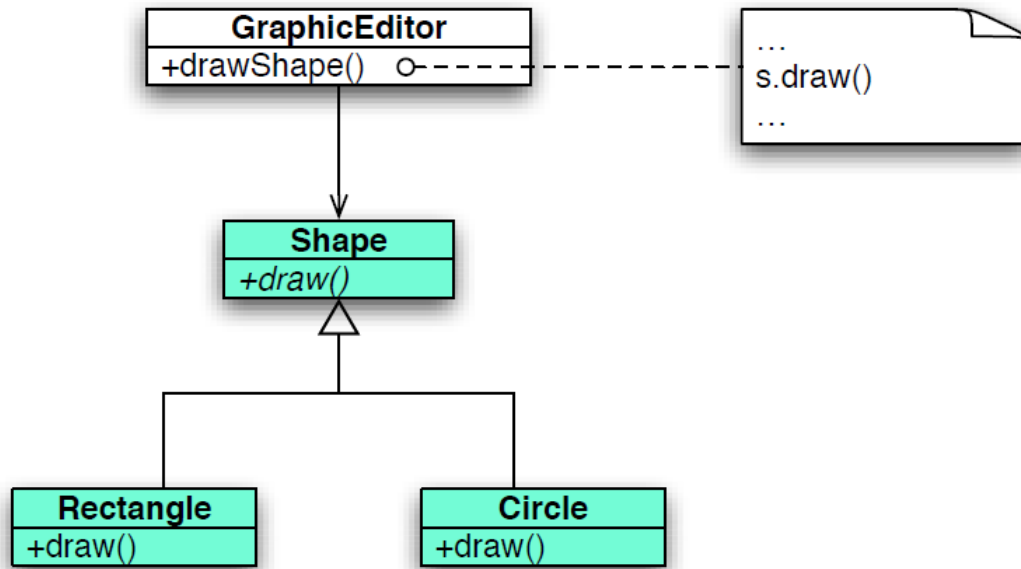 GraphicEditor
+drawShape()
...
s.draw()
...
Shape
+draw()
Rectangle
+draw()
Circle
+draw()